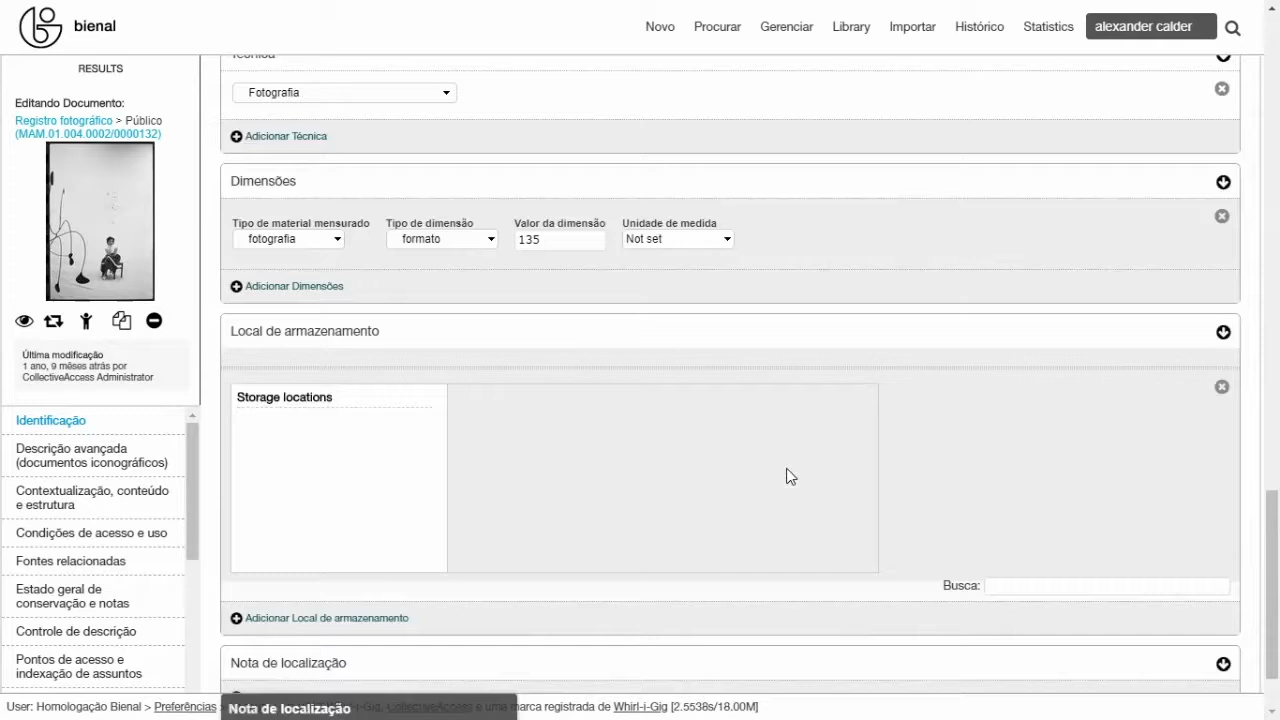 bienal
Novo Procurar Gerenciar Library Importar Histórico Statistics alexander calder
RESULTS
Editando Documento:
Registro fotográfico > Público
(MAM.01.004.0002/0000132)
Última modificação
1 ano, 9 mêses atrás por
CollectiveAccess Administrator
Identificação
Descrição avançada
(documentos iconográficos)
Contextualização, conteúdo
e estrutura
Condições de acesso e uso
Fontes relacionadas
Estado geral de
conservação e notas
Controle de descrição
Pontos de acesso e
indexação de assuntos
Técnica
Fotografia
Adicionar Técnica
Dimensões
Tipo de material mensurado Tipo de dimensão Valor da dimensão Unidade de medida
fotografia formato 135 Not set
Adicionar Dimensões
Local de armazenamento
Storage locations
Busca:
Adicionar Local de armazenamento
Nota de localização
User: Homologação Bienal > Preferências
Nota de localização
CollectiveAccess é uma marca registrada de Whirl-i-Gig [2.5538s/18.00M]